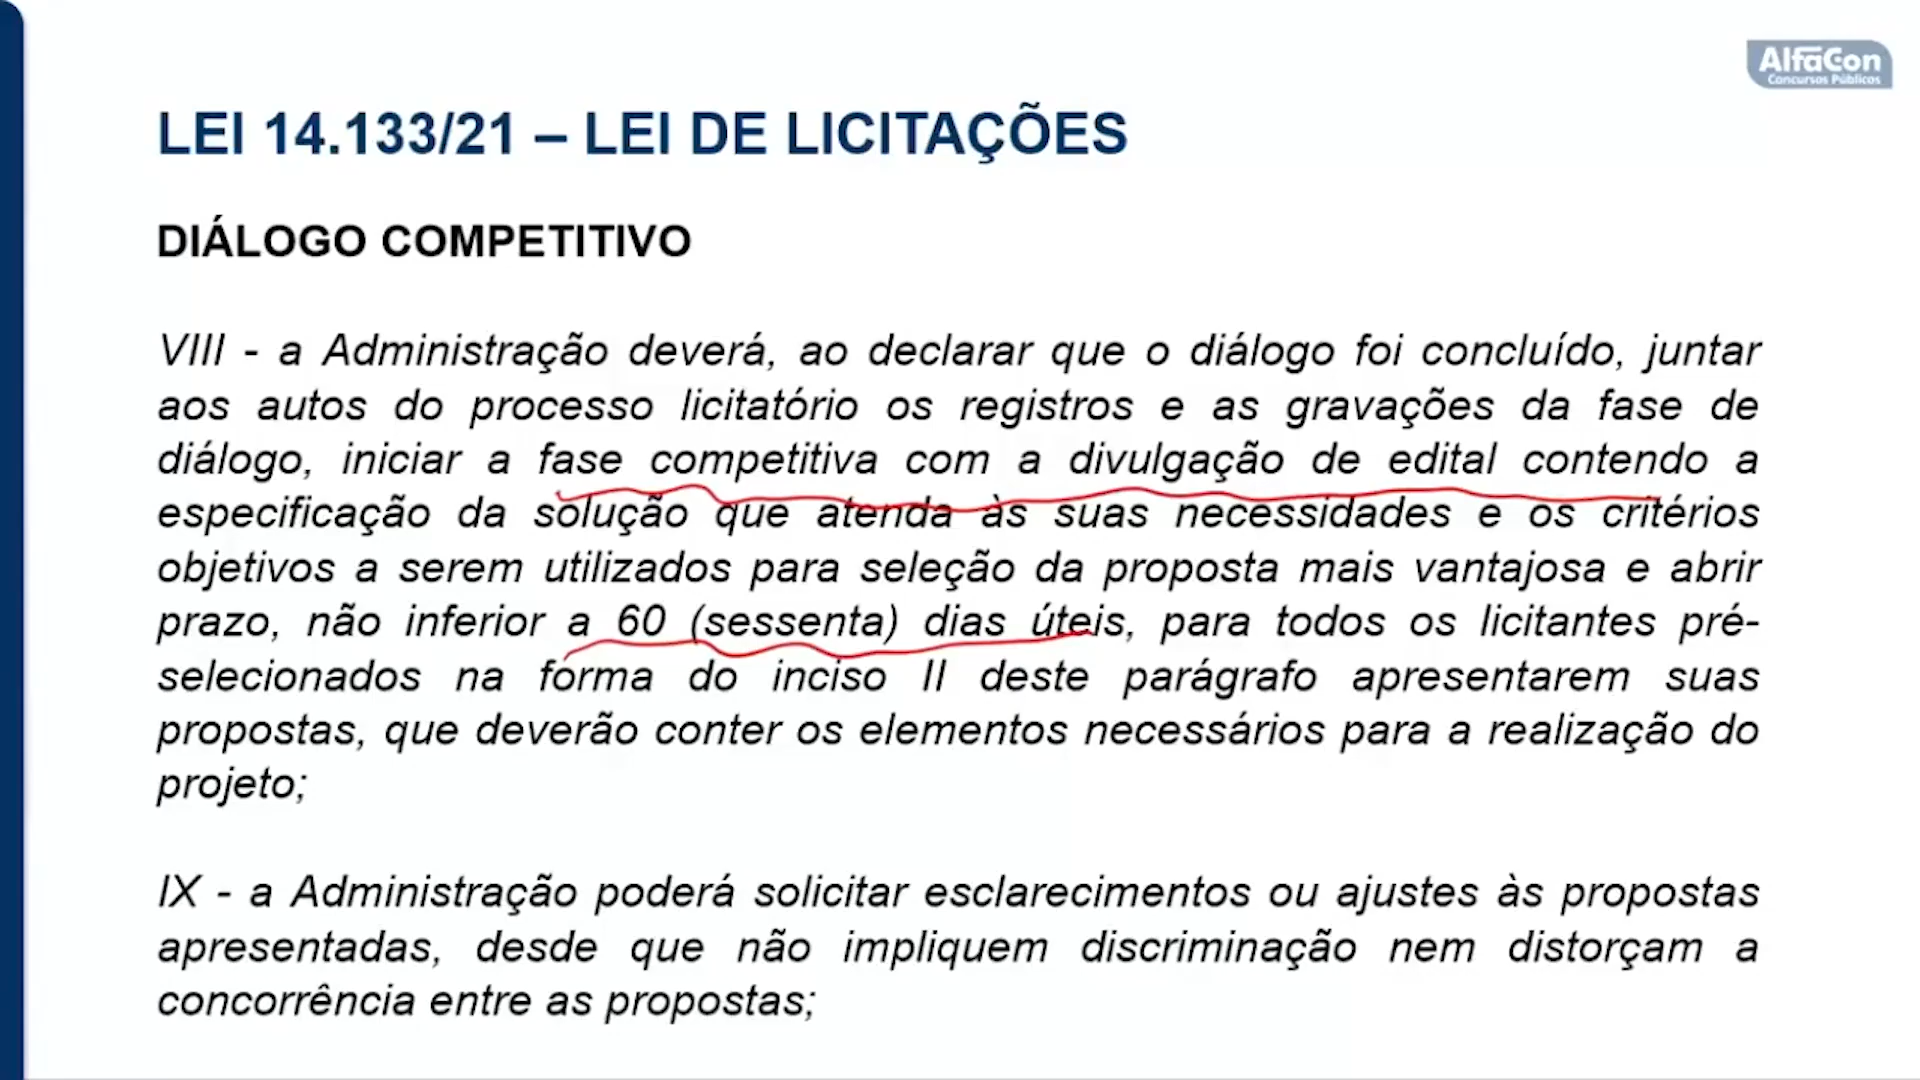 AlfaCon
Concursos Públicos
LEI 14.133/21 – LEI DE LICITAÇÕES
DIÁLOGO COMPETITIVO
VIII - a Administração deverá, ao declarar que o diálogo foi concluído, juntar
aos autos do processo licitatório os registros e as gravações da fase de
diálogo, iniciar a fase competitiva com a divulgação de edital contendo a
especificação da solução que atenda às suas necessidades e os critérios
objetivos a serem utilizados para seleção da proposta mais vantajosa e abrir
prazo, não inferior a 60 (sessenta) dias úteis, para todos os licitantes pré-
selecionados na forma do inciso II deste parágrafo apresentarem suas
propostas, que deverão conter os elementos necessários para a realização do
projeto;
IX - a Administração poderá solicitar esclarecimentos ou ajustes às propostas
apresentadas, desde que não impliquem discriminação nem distorçam a
concorrência entre as propostas;